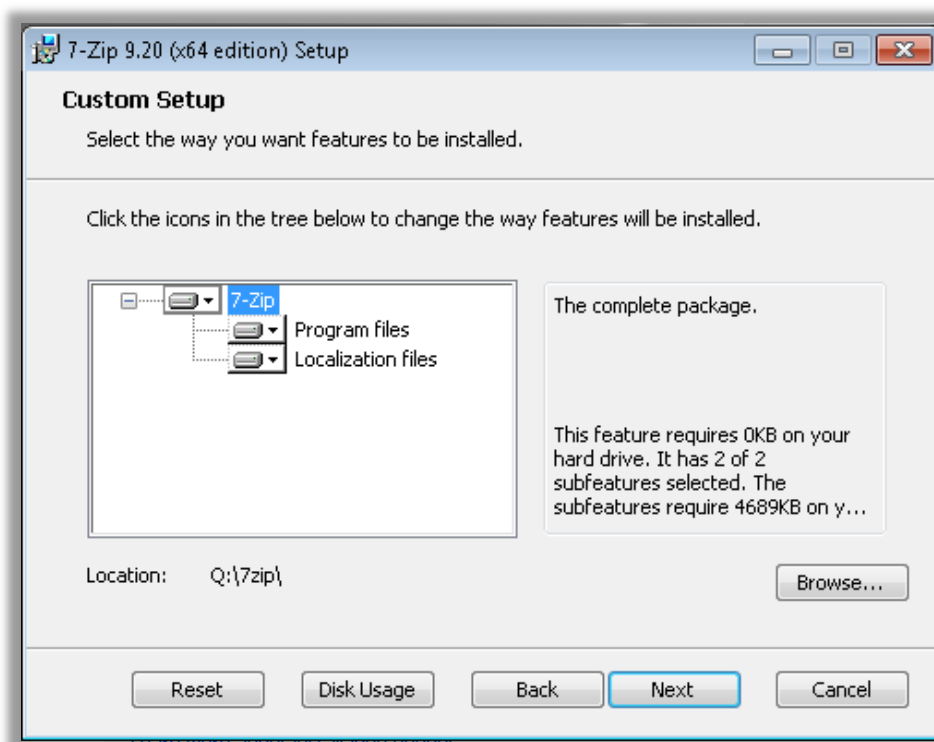 7-Zip 9.20 (x64 edition) Setup
Custom Setup
Select the way you want features to be installed.
Click the icons in the tree below to change the way features will be installed.
7-Zip
Program files
Localization files
The complete package.
This feature requires 0KB on your
hard drive. It has 2 of 2
subfeatures selected. The
subfeatures require 4689KB on y...
Location: Q:\7zip\
Browse...
Reset Disk Usage Back Next Cancel